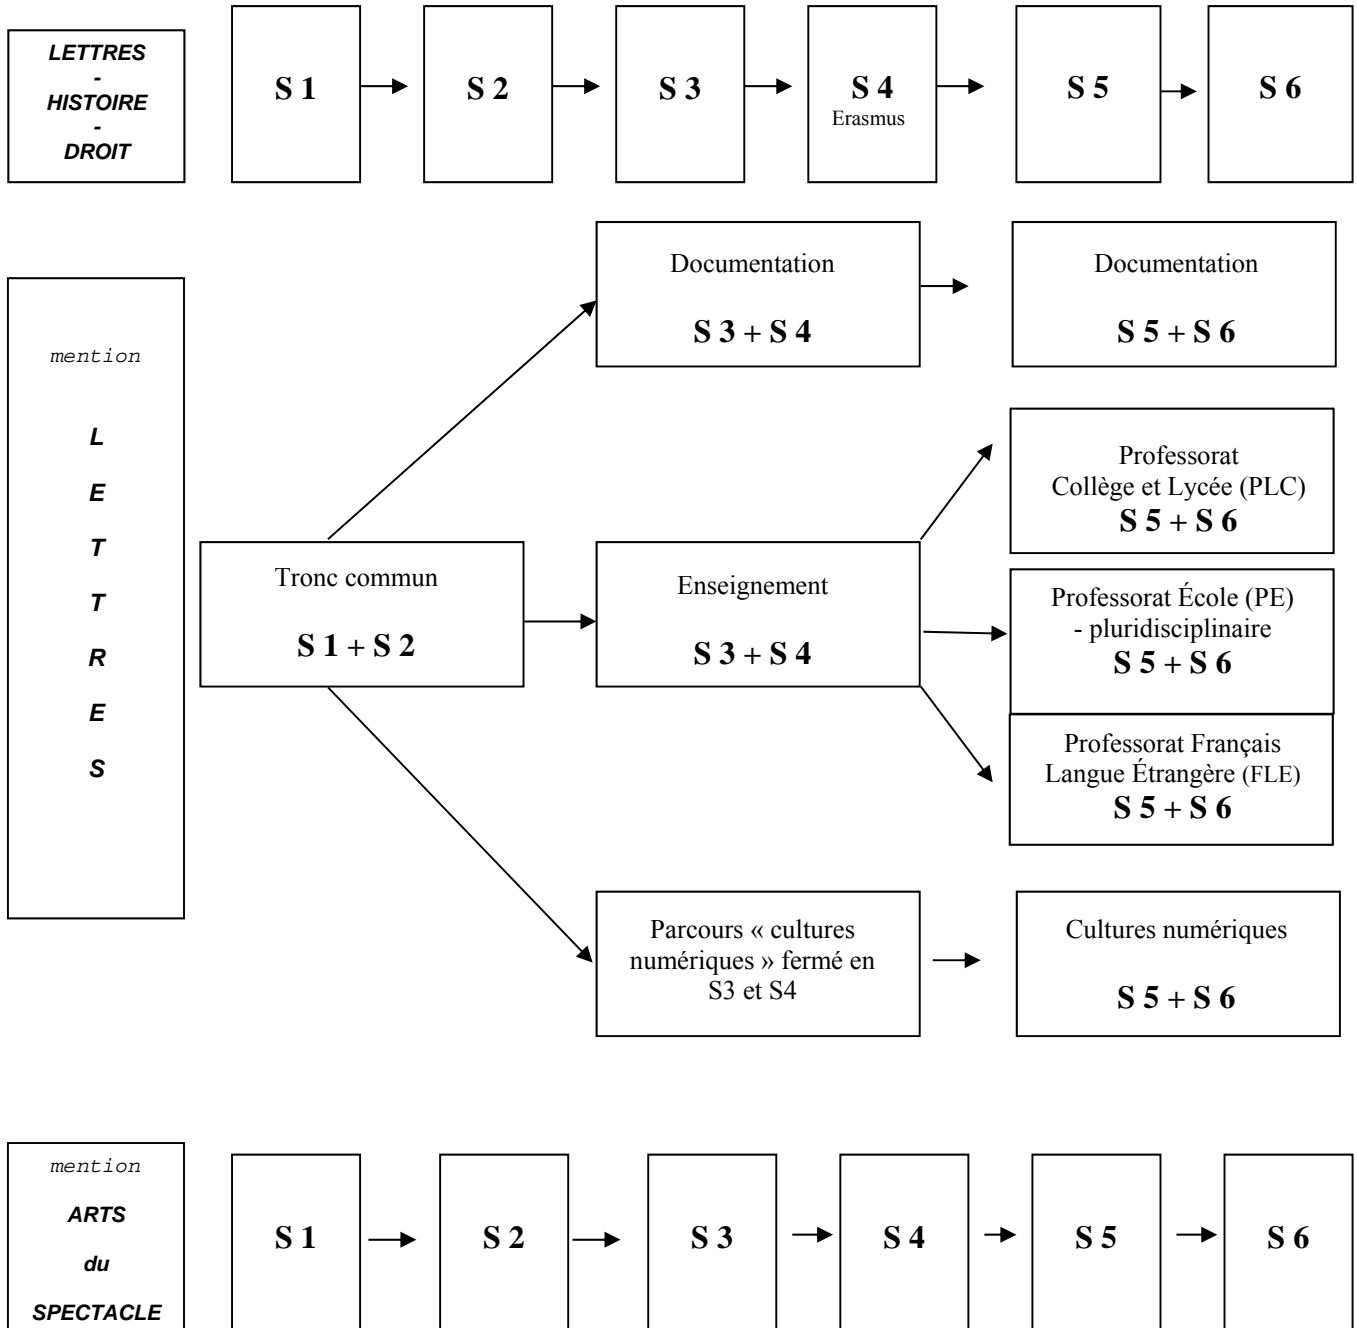 LETTRES
-
HISTOIRE
-
DROIT
S 1
S 2
S 3
S 4
Erasmus
S 5
S 6
mention
L
E
T
T
R
E
S
Tronc commun
S 1 + S 2
Documentation
S 3 + S 4
Documentation
S 5 + S 6
Enseignement
S 3 + S 4
Professorat
Collège et Lycée (PLC)
S 5 + S 6
Professorat École (PE)
- pluridisciplinaire
S 5 + S 6
Professorat Français
Langue Étrangère (FLE)
S 5 + S 6
Parcours « cultures
numériques » fermé en
S3 et S4
Cultures numériques
S 5 + S 6
mention
ARTS
du
SPECTACLE
S 1
S 2
S 3
S 4
S 5
S 6